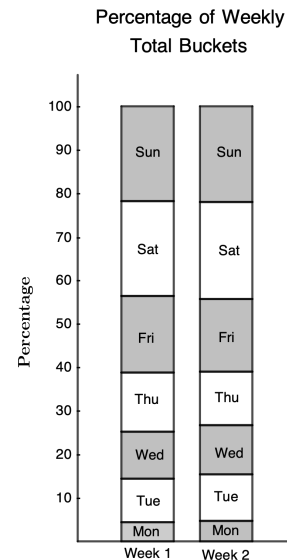 Percentage of Weekly
Total Buckets
100
90
80
70
60
50
40
30
20
10
Percentage
Sun
Sat
Fri
Thu
Wed
Tue
Mon
Sun
Sat
Fri
Thu
Wed
Tue
Mon
Week 1
Week 2